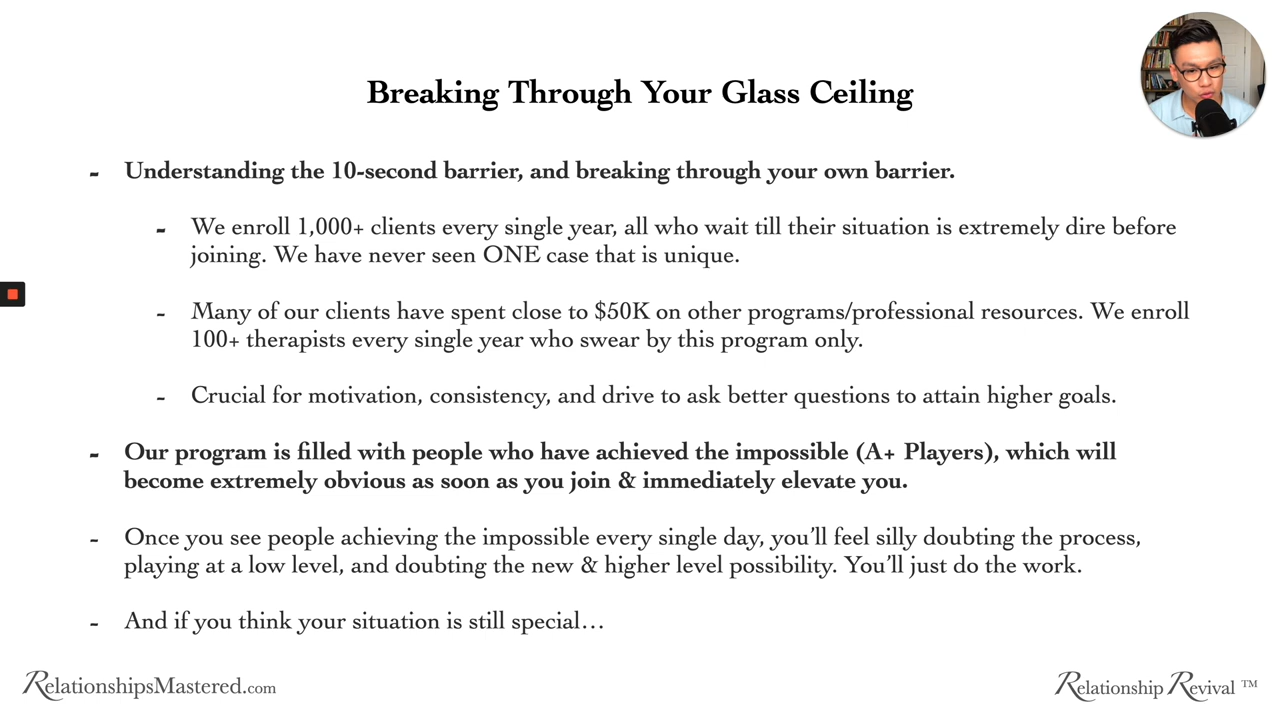 Breaking Through Your Glass Ceiling
- Understanding the 10-second barrier, and breaking through your own barrier.
- We enroll 1,000+ clients every single year, all who wait till their situation is extremely dire before
joining. We have never seen ONE case that is unique.
- Many of our clients have spent close to $50K on other programs/professional resources. We enroll
100+ therapists every single year who swear by this program only.
- Crucial for motivation, consistency, and drive to ask better questions to attain higher goals.
- Our program is filled with people who have achieved the impossible (A+ Players), which will
become extremely obvious as soon as you join & immediately elevate you.
- Once you see people achieving the impossible every single day, you’ll feel silly doubting the process,
playing at a low level, and doubting the new & higher level possibility. You’ll just do the work.
- And if you think your situation is still special…
RelationshipsMastered.com
Relationship Revival ™